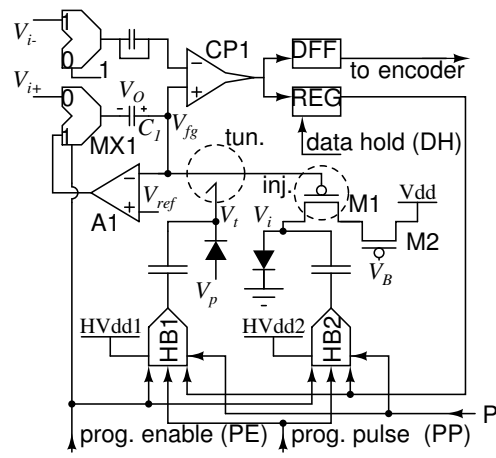 V_i- 0 1 CP1 DFF to encoder
V_i+ 0 1 V_O - + C_1 V_fg REG
MX1 tun. data hold (DH)
A1 V_ref inj. M1 Vdd
V_t V_i M2
V_p V_B
HVdd1 HB1 HVdd2 HB2
P
prog. enable (PE) prog. pulse (PP)